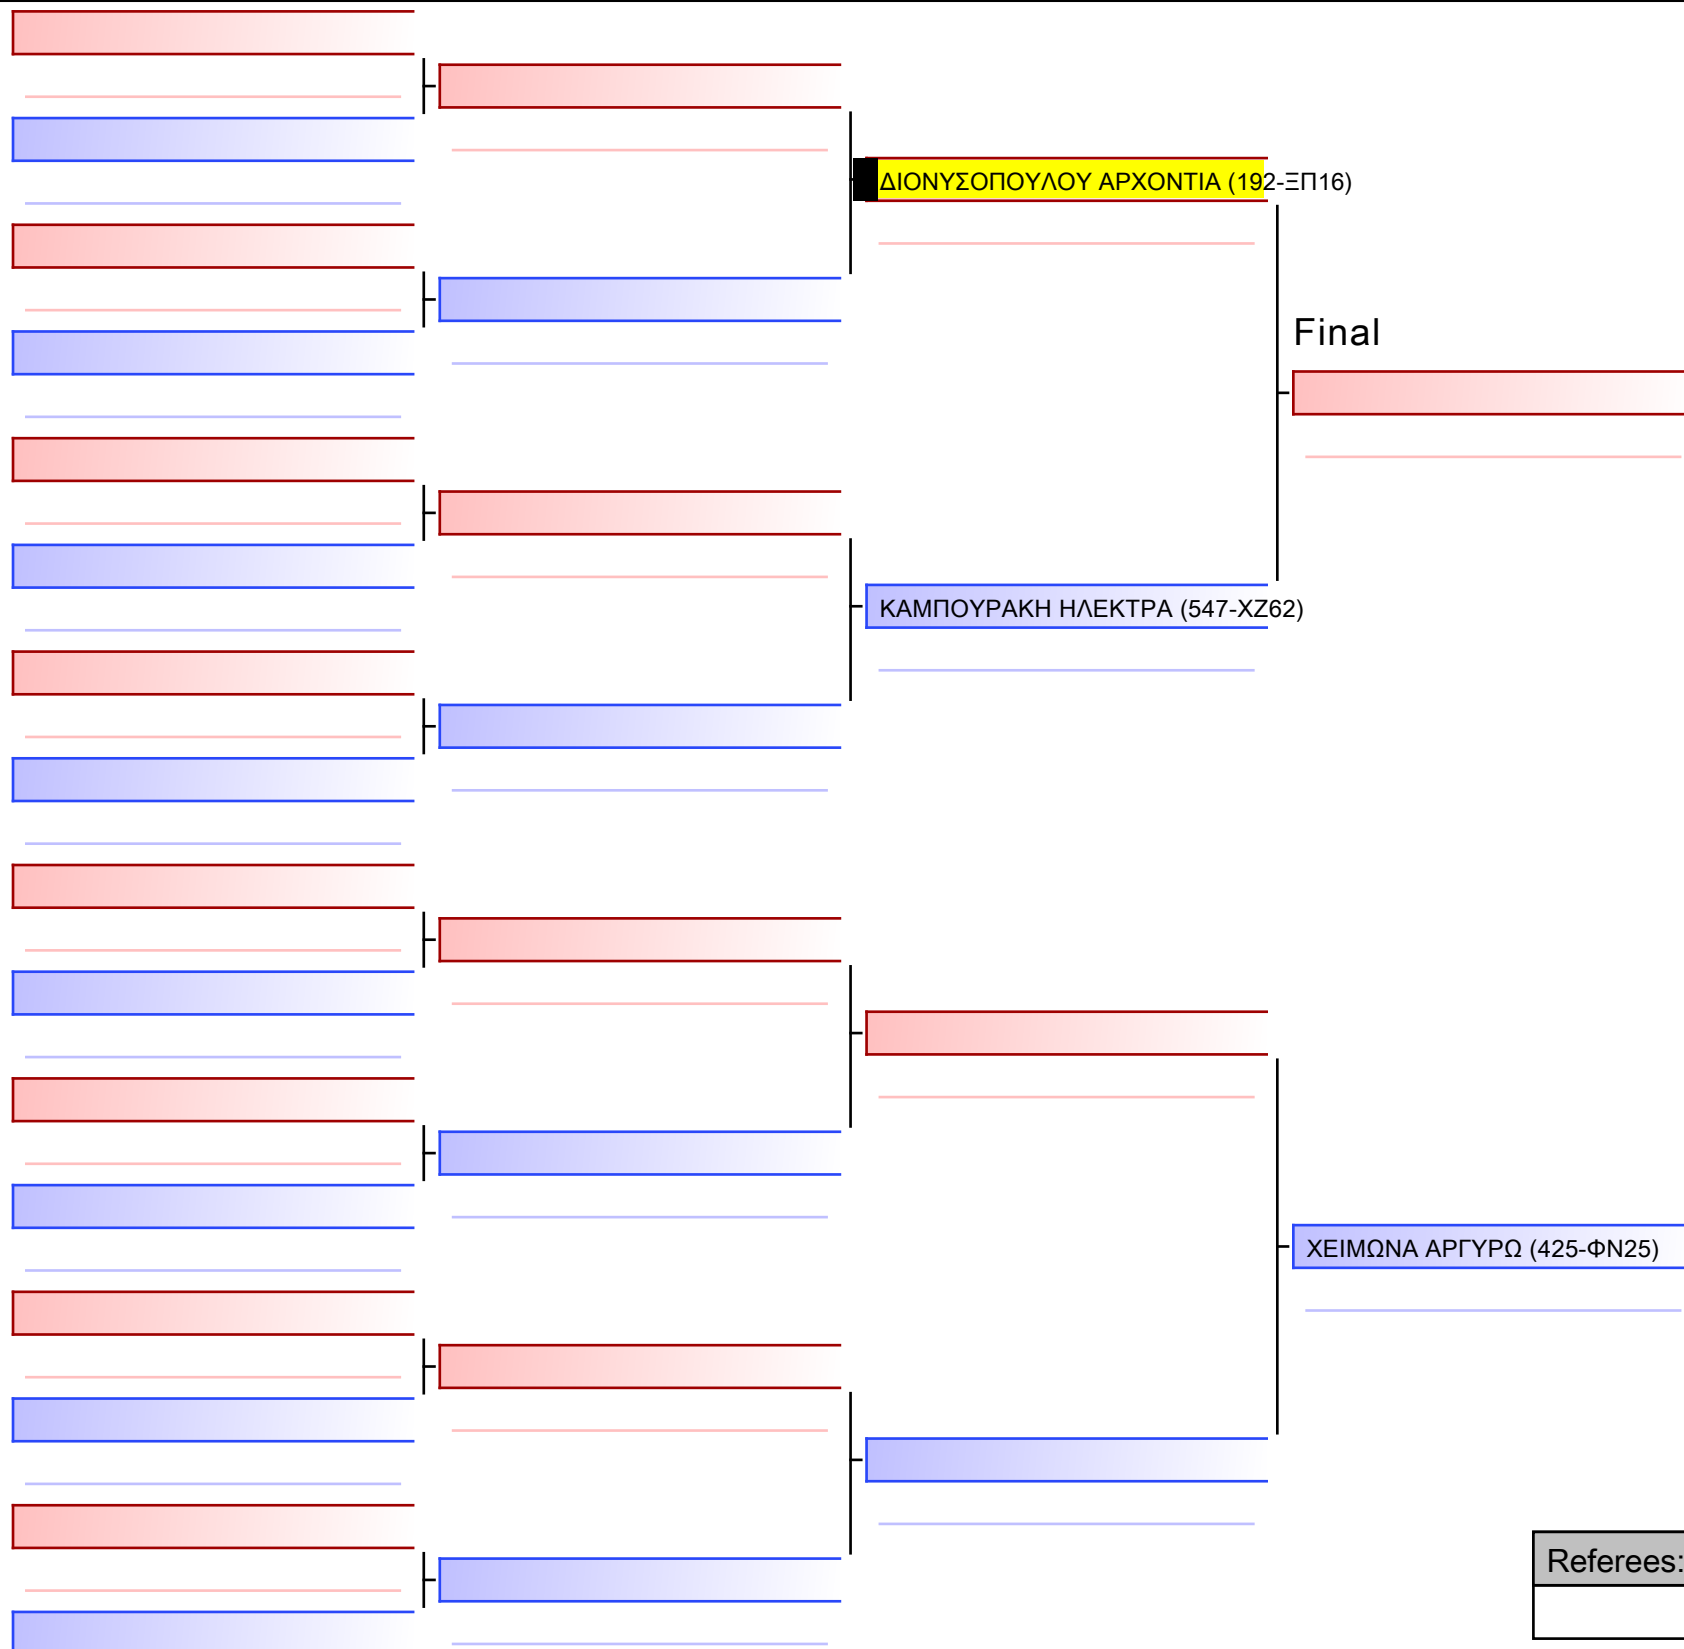 ΔΙΟΝΥΣΟΠΟΥΛΟΥ ΑΡΧΟΝΤΙΑ (192-ΞΠ16)
Final
ΚΑΜΠΟΥΡΑΚΗ ΗΛΕΚΤΡΑ (547-ΧΖ62)
ΧΕΙΜΩΝΑ ΑΡΓΥΡΩ (425-ΦΝ25)
Referees: